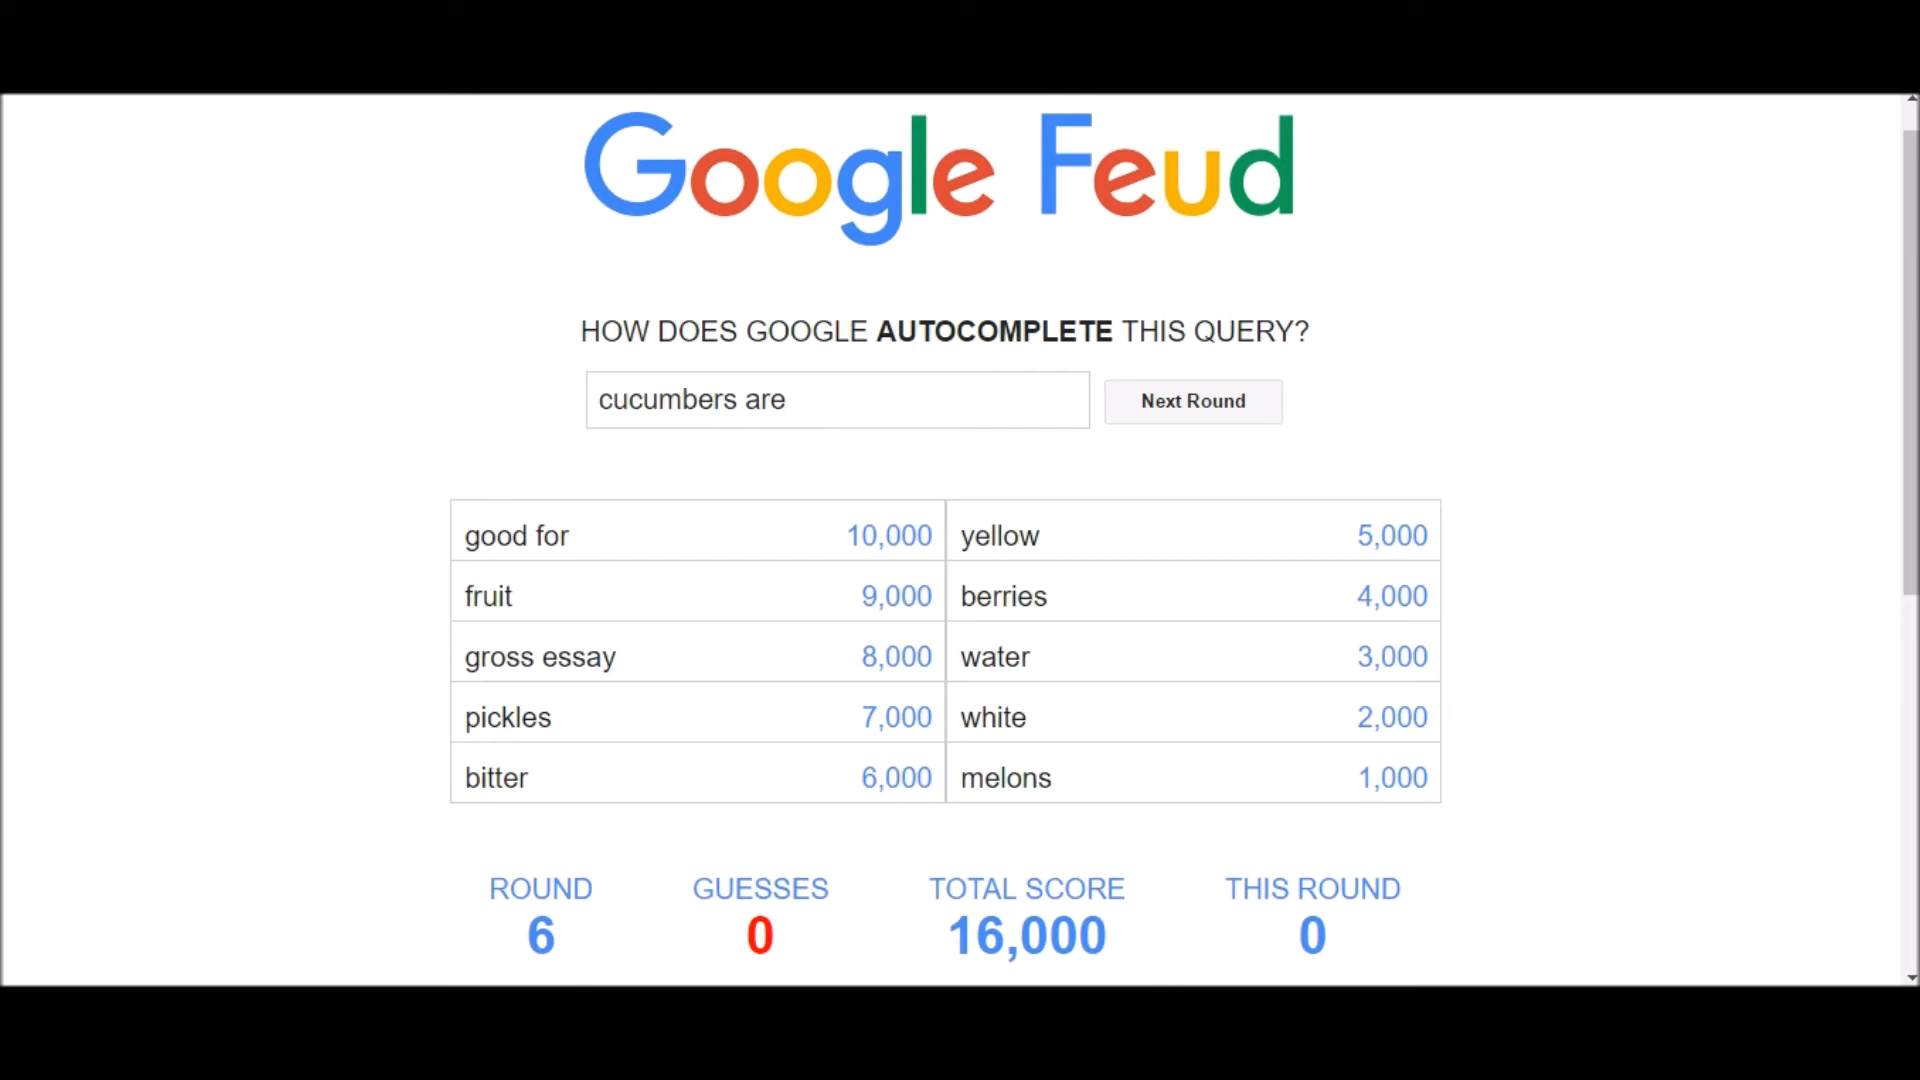 Google Feud
HOW DOES GOOGLE AUTOCOMPLETE THIS QUERY?
cucumbers are
Next Round
good for 10,000
fruit 9,000
gross essay 8,000
pickles 7,000
bitter 6,000
yellow 5,000
berries 4,000
water 3,000
white 2,000
melons 1,000
ROUND GUESSES TOTAL SCORE THIS ROUND
6 0 16,000 0